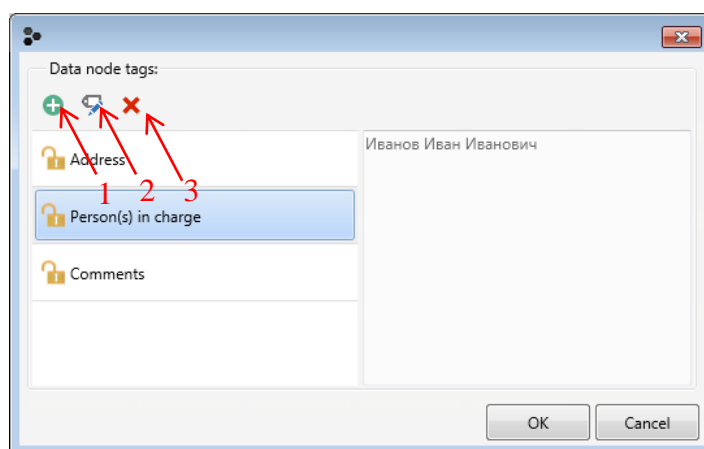 Data node tags:
Address
Иванов Иван Иванович
1 2 3
Person(s) in charge
Comments
OK Cancel